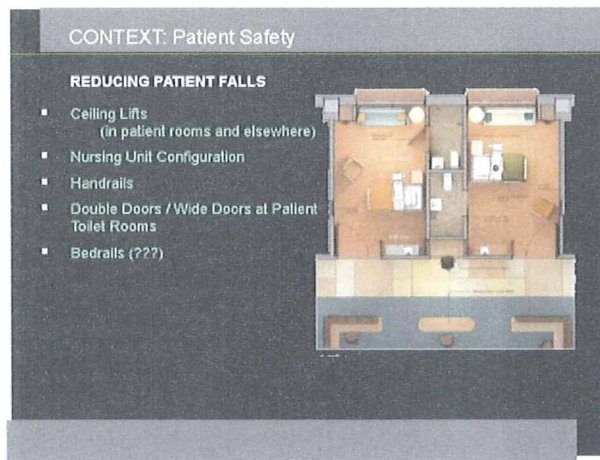 CONTEXT: Patient Safety
REDUCING PATIENT FALLS
▪ Ceiling Lifts
(in patient rooms and elsewhere)
▪ Nursing Unit Configuration
▪ Handrails
▪ Double Doors / Wide Doors at Patient
Toilet Rooms
▪ Bedrails (???)